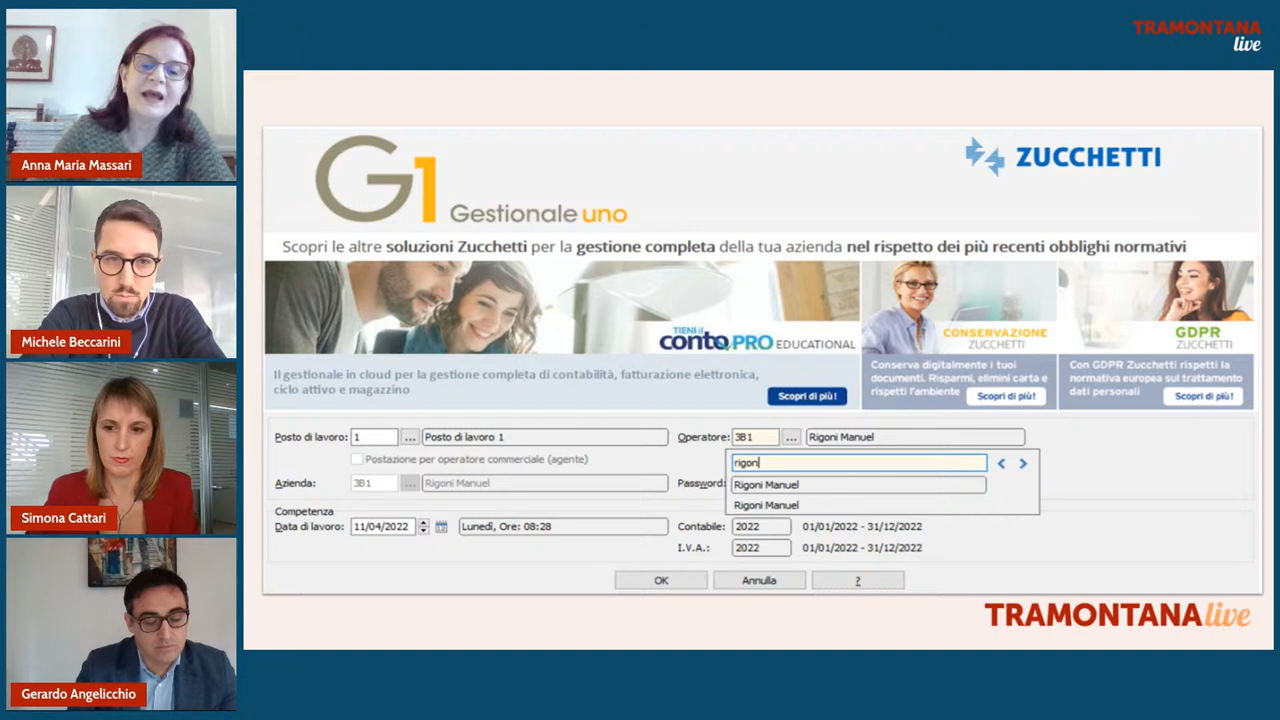 TRAMONTANA
live
Anna Maria Massari
Michele Beccarini
Simona Cattari
Gerardo Angelicchio
G1 Gestionale uno
ZUCCHETTI
Scopri le altre soluzioni Zucchetti per la gestione completa della tua azienda nel rispetto dei più recenti obblighi normativi
TIENI il
conto PRO EDUCATIONAL
Il gestionale in cloud per la gestione completa di contabilità, fatturazione elettronica,
ciclo attivo e magazzino
Scopri di più!
CONSERVAZIONE
ZUCCHETTI
Conserva digitalmente i tuoi
documenti. Risparmi, elimini carta e
rispetti l'ambiente
Scopri di più!
GDPR
ZUCCHETTI
Con GDPR Zucchetti rispetti la
normativa europea sul trattamento
dati personali
Scopri di più!
Posto di lavoro: 1 ... Posto di lavoro 1
Operatore: 3B1 ... Rigoni Manuel
Postazione per operatore commerciale (agente)
rigoni
Azienda: 3B1 ... Rigoni Manuel
Password:
Rigoni Manuel
Rigoni Manuel
Competenza
Data di lavoro: 11/04/2022 Lunedì, Ore: 08:28
Contabile: 2022 01/01/2022 - 31/12/2022
I.V.A.: 2022 01/01/2022 - 31/12/2022
OK Annulla ?
TRAMONTANA live